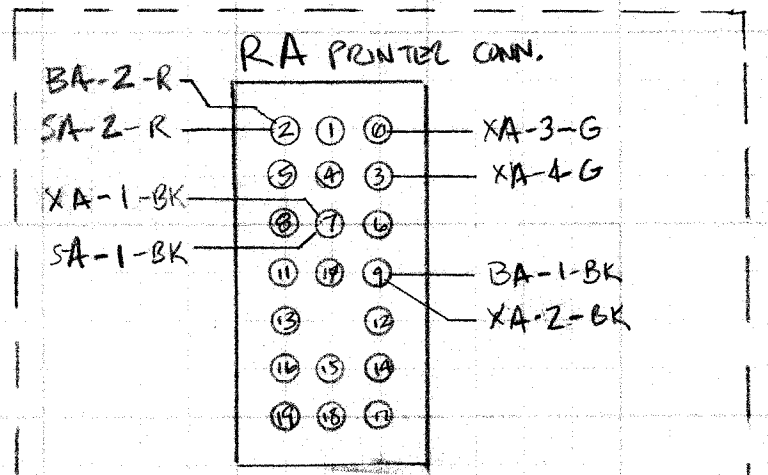 RA PRINTER CONN.
BA-2-R
SA-2-R ② ① ⓪ XA-3-G
⑤ ④ ③ XA-4-G
XA-1-BK
⑧ ⑦ ⑥
SA-1-BK
⑪ ⑩ ⑨ BA-1-BK
⑬ ⑫ XA-2-BK
⑯ ⑮ ⑭
⑲ ⑱ ⑰